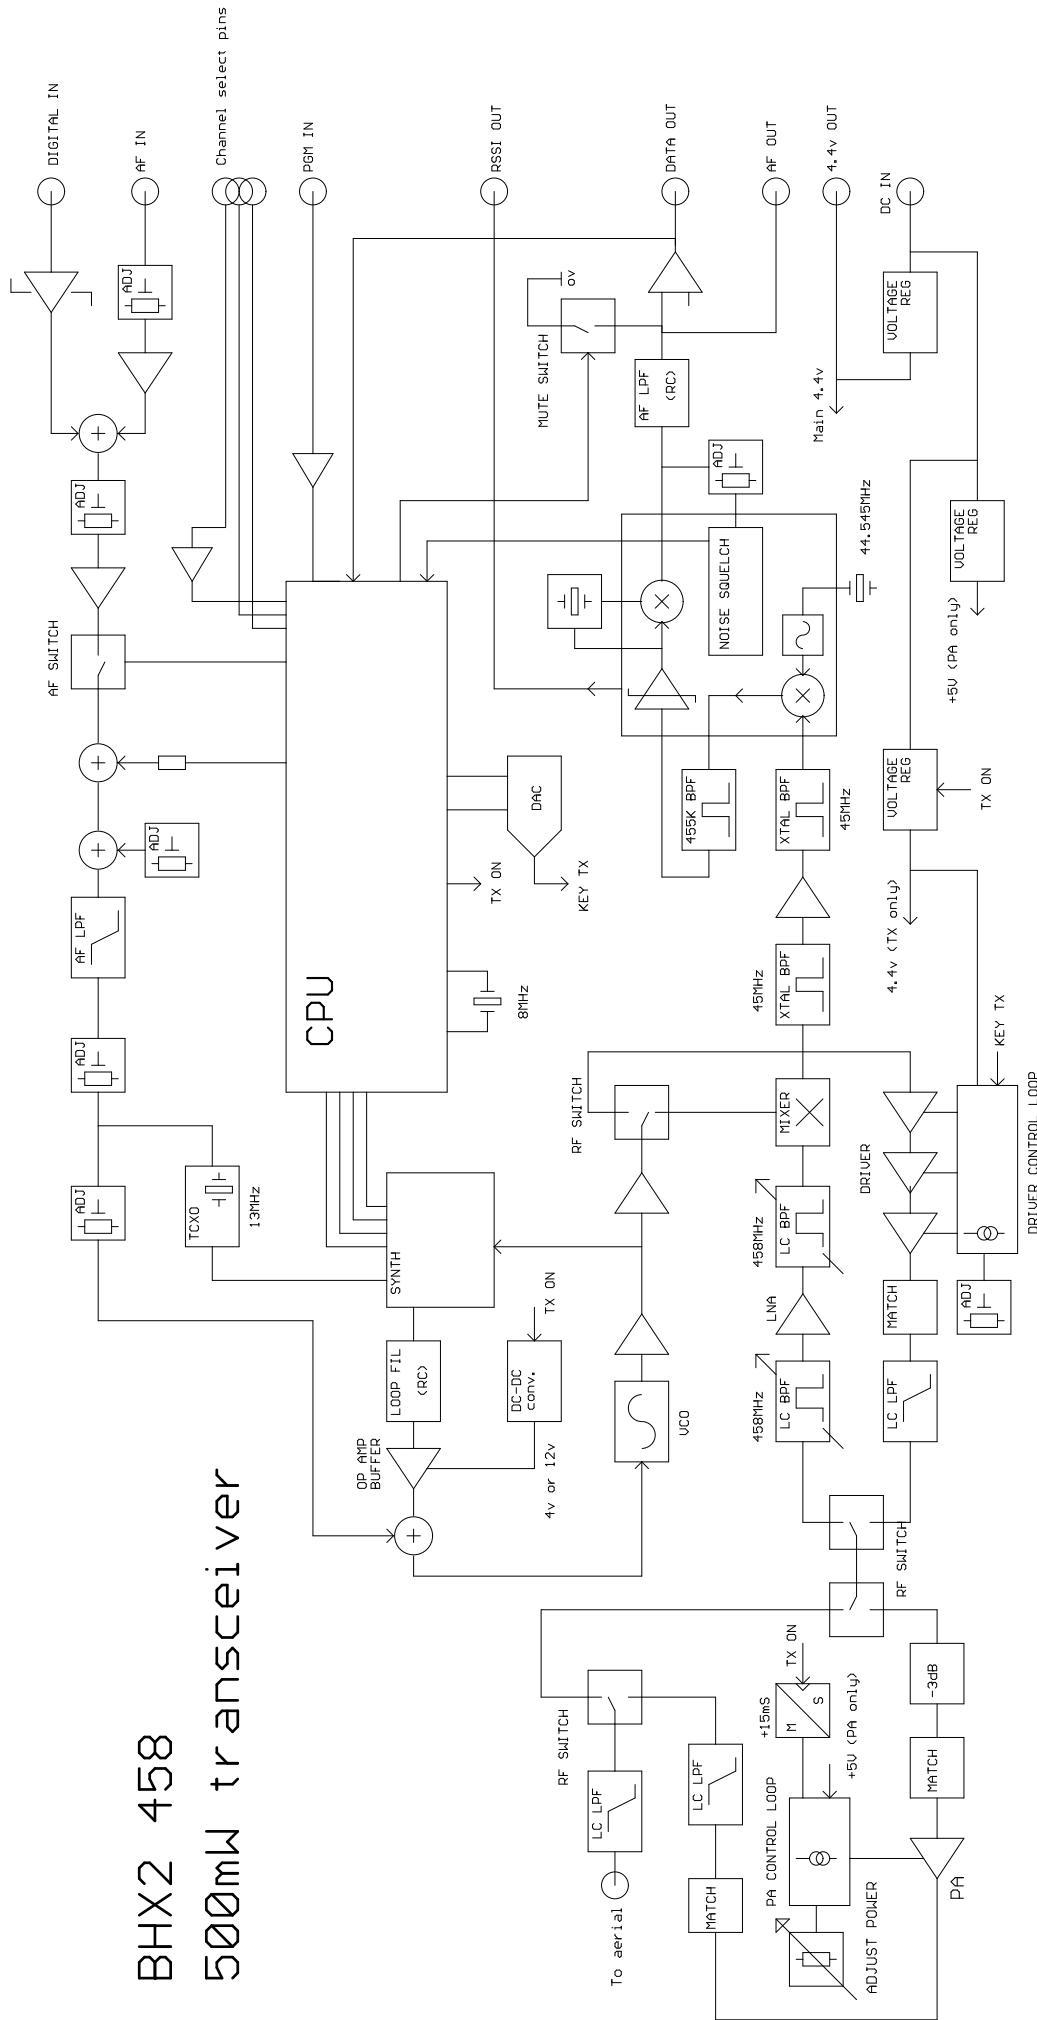 BHX2 458
500mW transceiver
DIGITAL IN
AF IN
Channel select pins
PGM IN
RSSI OUT
DATA OUT
AF OUT
4.4v OUT
DC IN
ADJ
ADJ
AF SWITCH
ADJ
AF LPF
ADJ
ADJ
TCXO
13MHz
CPU
8MHz
DAC
TX ON
KEY TX
MUTE SWITCH
0v
AF LPF
(RC)
ADJ
NOISE SQUELCH
44.545MHz
VOLTAGE
REG
Main 4.4v
VOLTAGE
REG
+5V (PA only)
VOLTAGE
REG
TX ON
4.4v (TX only)
455K BPF
XTAL BPF
45MHz
XTAL BPF
45MHz
SYNTH
LOOP FIL
(RC)
OP AMP
BUFFER
DC-DC
conv.
TX ON
4v or 12v
VCO
RF SWITCH
MIXER
LC BPF
458MHz
LNA
LC BPF
458MHz
DRIVER
KEY TX
DRIVER CONTROL LOOP
ADJ
MATCH
LC LPF
RF SWITCH
RF SWITCH
LC LPF
To aerial
LC LPF
MATCH
+15mS
M
S
TX ON
+5V (PA only)
PA CONTROL LOOP
ADJUST POWER
-3dB
MATCH
PA